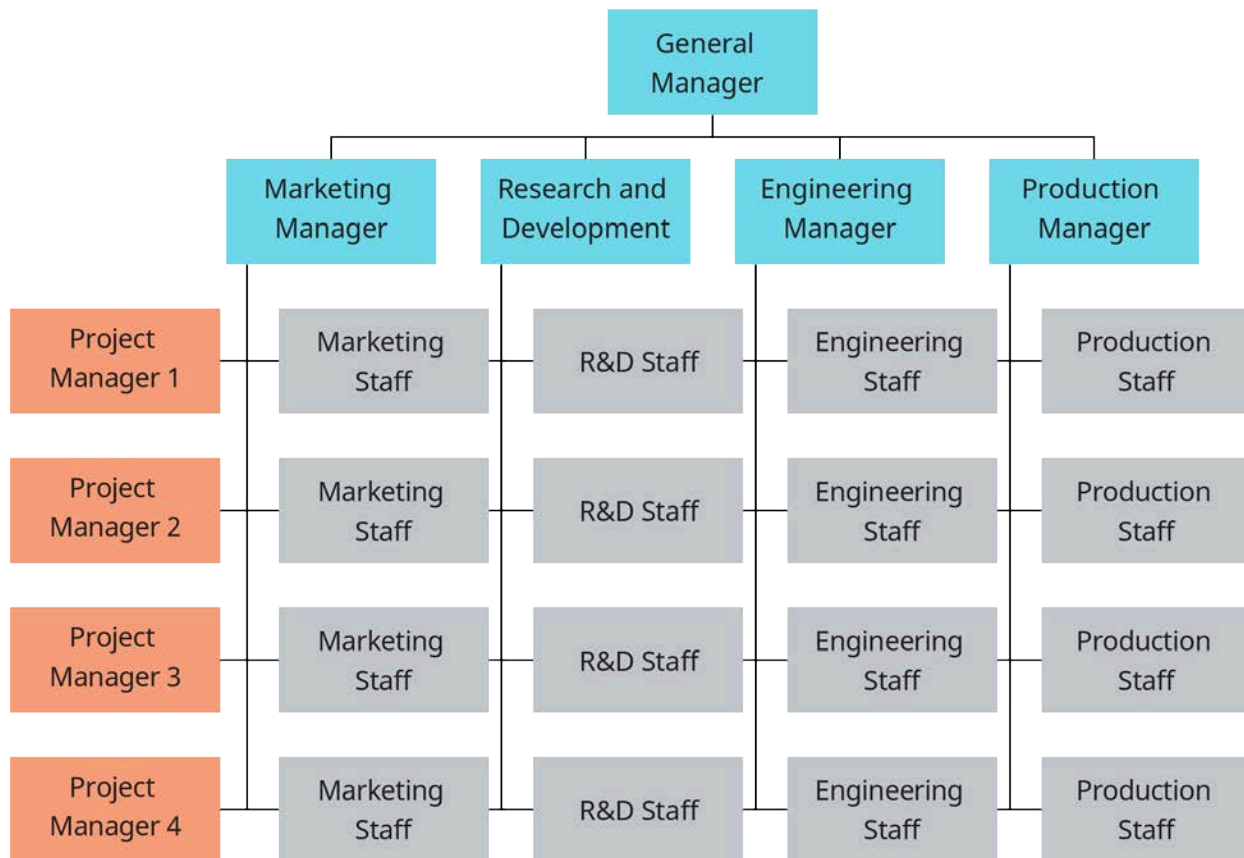 General
Manager
Marketing
Manager
Research and
Development
Engineering
Manager
Production
Manager
Project
Manager 1
Marketing
Staff
R&D Staff
Engineering
Staff
Production
Staff
Project
Manager 2
Marketing
Staff
R&D Staff
Engineering
Staff
Production
Staff
Project
Manager 3
Marketing
Staff
R&D Staff
Engineering
Staff
Production
Staff
Project
Manager 4
Marketing
Staff
R&D Staff
Engineering
Staff
Production
Staff